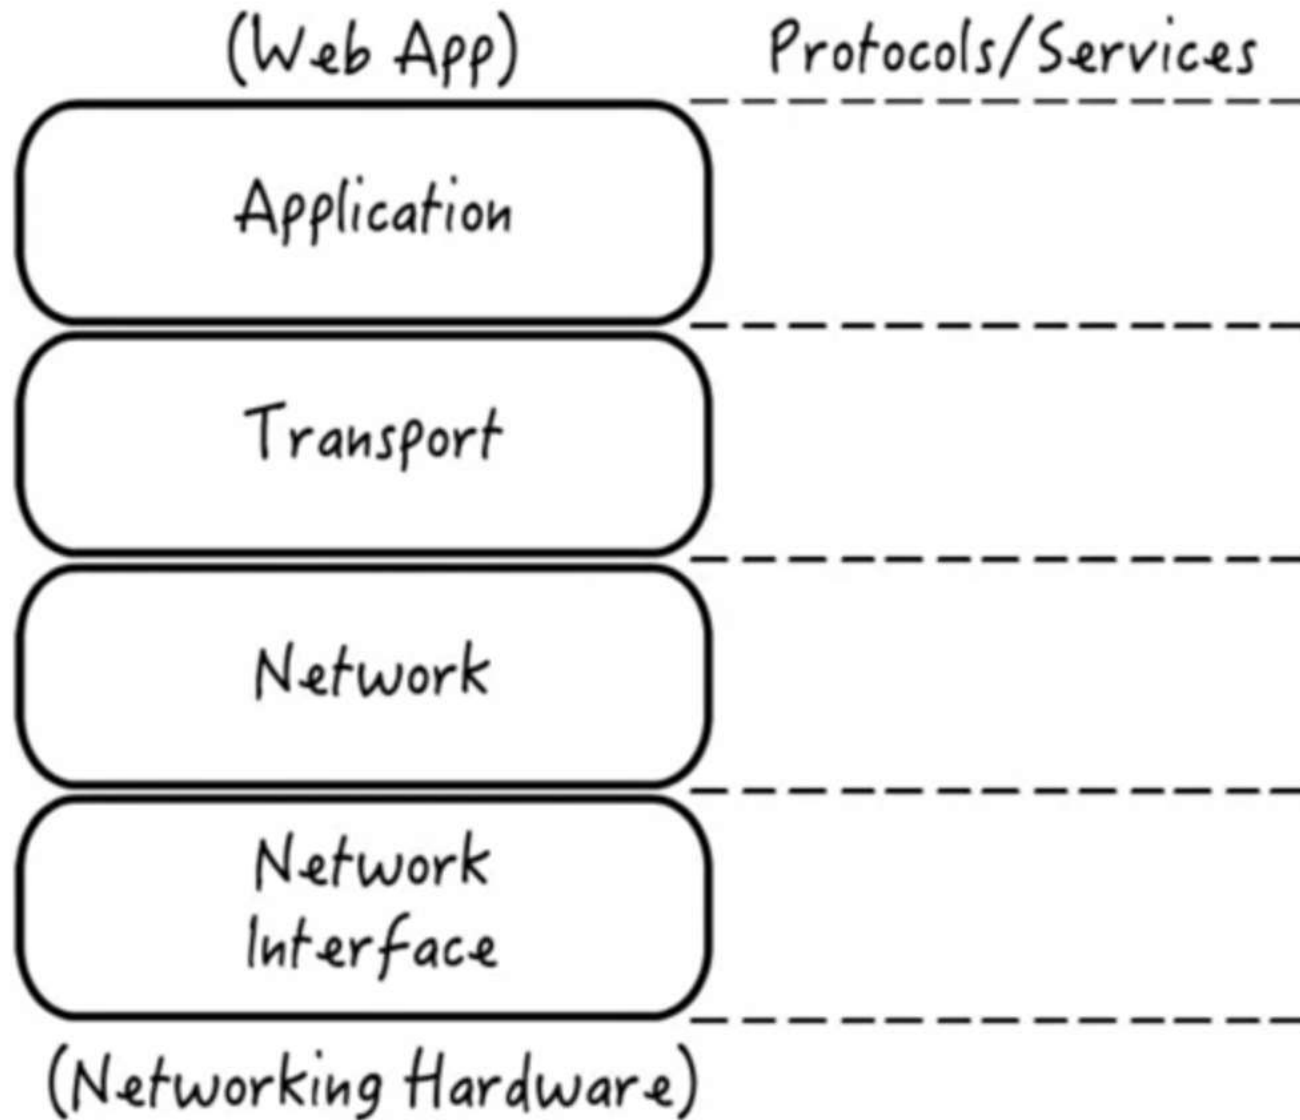 (Web App)
Protocols/Services
Application
Transport
Network
Network
Interface
(Networking Hardware)